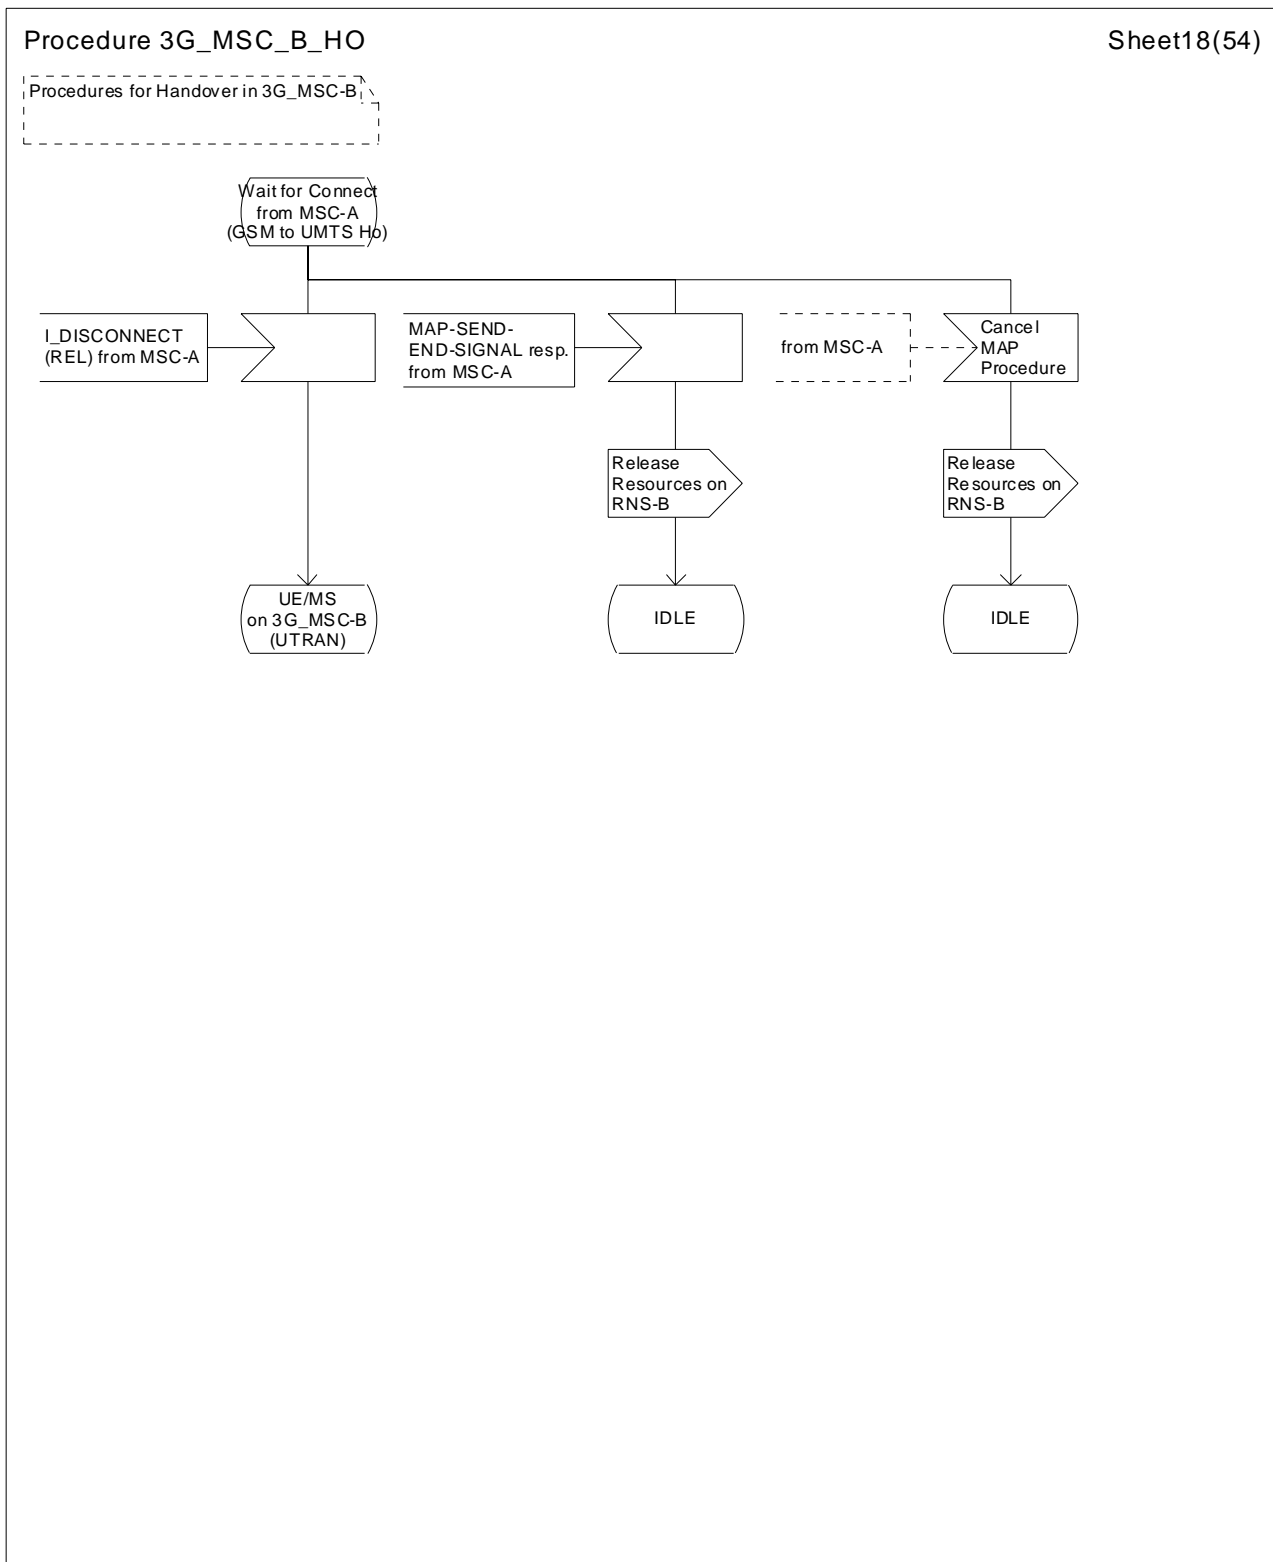 Procedure 3G_MSC_B_HO
Sheet18(54)
Procedures for Handover in 3G_MSC-B
Wait for Connect
from MSC-A
(GSM to UMTS Ho)
I_DISCONNECT
(REL) from MSC-A
MAP-SEND-
END-SIGNAL resp.
from MSC-A
from MSC-A
Cancel
MAP
Procedure
Release
Resources on
RNS-B
Release
Resources on
RNS-B
UE/MS
on 3G_MSC-B
(UTRAN)
IDLE
IDLE